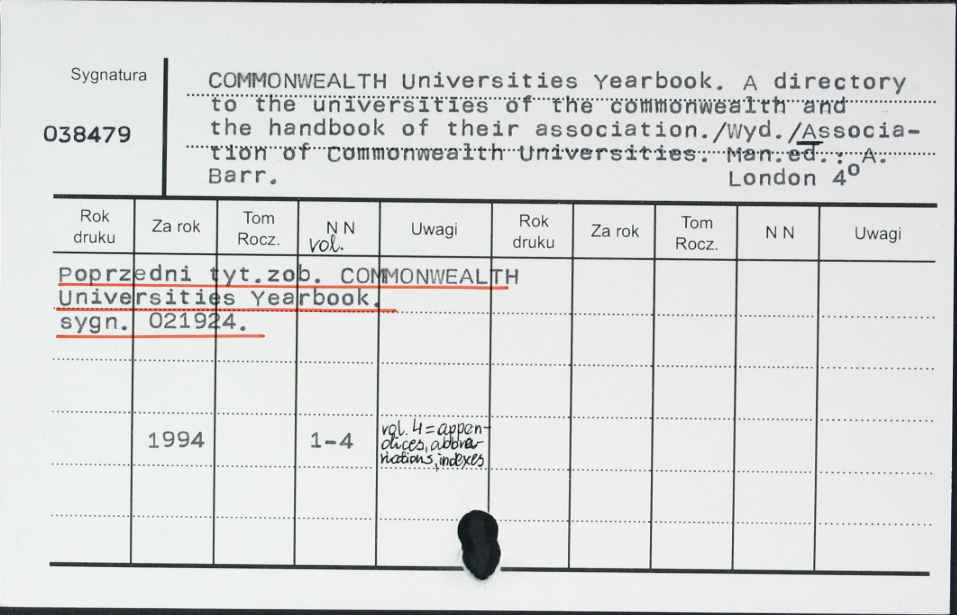 Sygnatura
038479
COMMONWEALTH Universities Yearbook. A directory
to the universities of the commonwealth and
the handbook of their association./Wyd./Associa-
tion of Commonwealth Universities. Man.ed.: A.
Barr. London 4º
Rok druku Za rok Tom Rocz. NN vol. Uwagi Rok druku Za rok Tom Rocz. NN Uwagi
Poprzedni tyt.zob. COMMONWEALTH
Universities Yearbook.
sygn. 021924.
1994 1-4 vol. 4 = appen-
dices, abbre-
viations, indexes